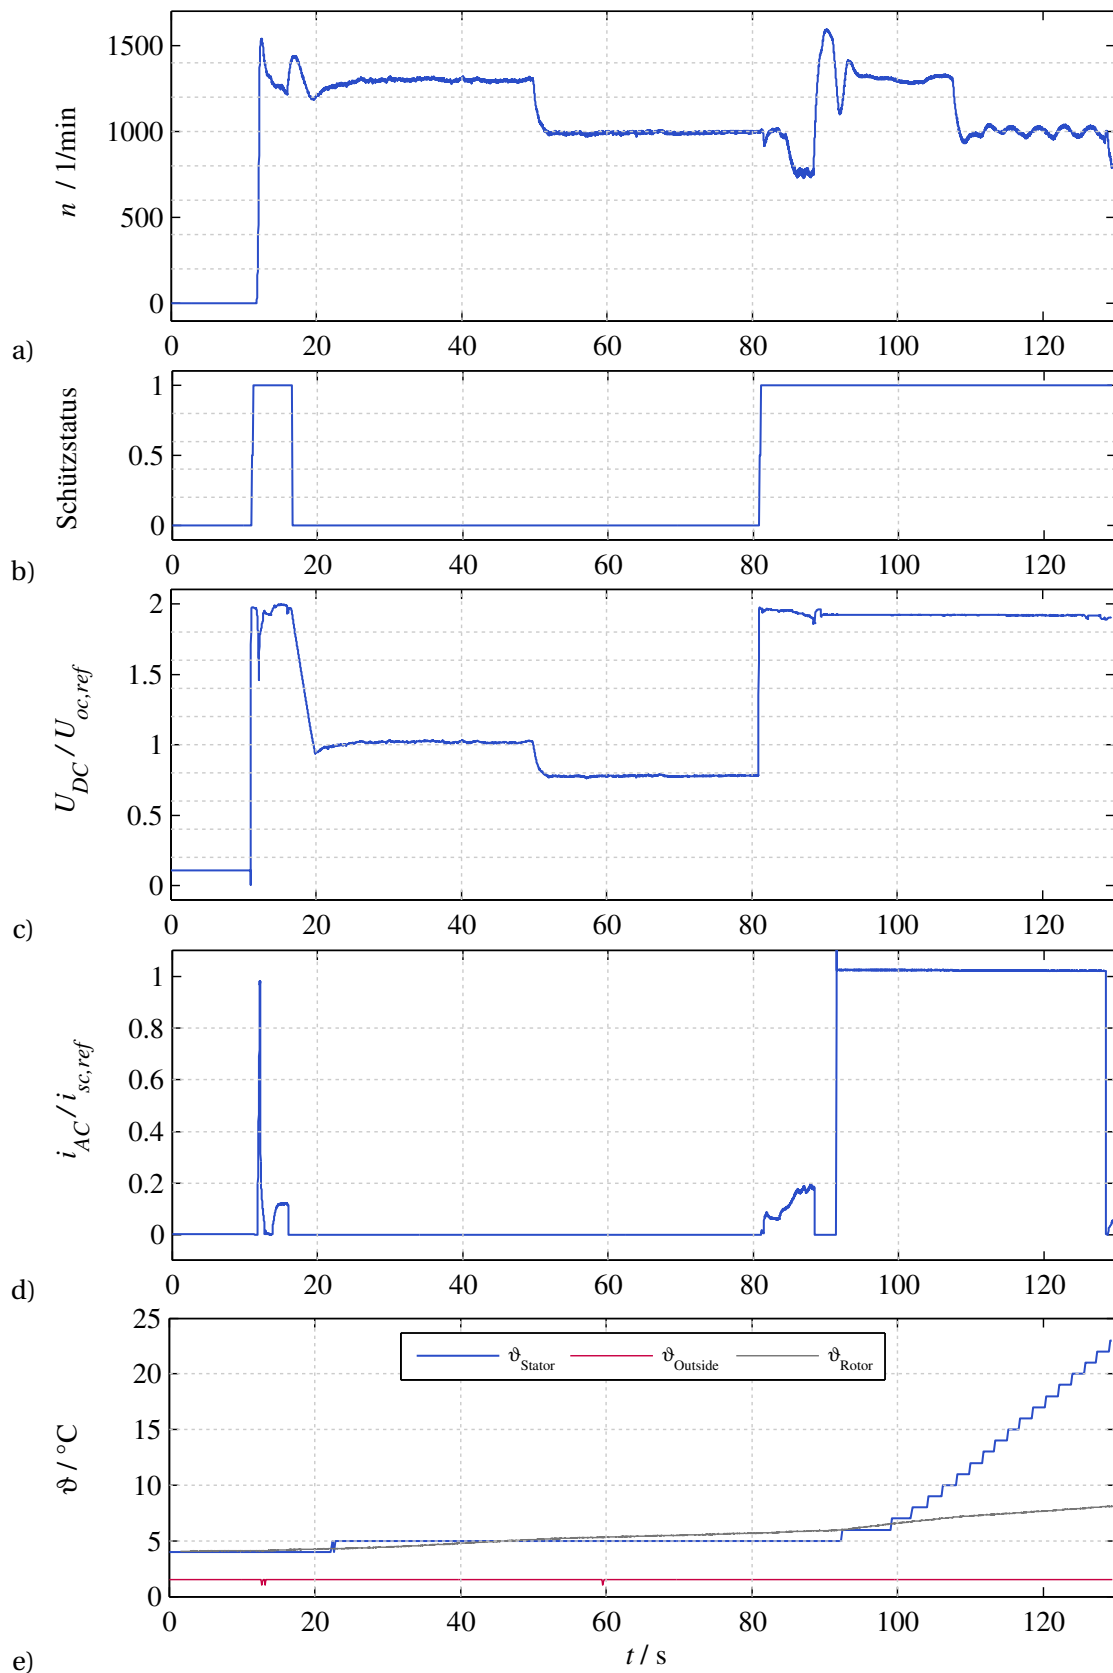 1500
1000
500
0
n / 1/min
a)
0 20 40 60 80 100 120
1
0.5
0
Schützstatus
b)
0 20 40 60 80 100 120
2
1.5
1
0.5
0
U_DC / U_oc,ref
c)
0 20 40 60 80 100 120
1
0.8
0.6
0.4
0.2
0
i_AC / i_sc,ref
d)
0 20 40 60 80 100 120
25
20
15
10
5
0
ϑ_Stator ϑ_Outside ϑ_Rotor
ϑ / °C
0 20 40 60 80 100 120
t / s
e)